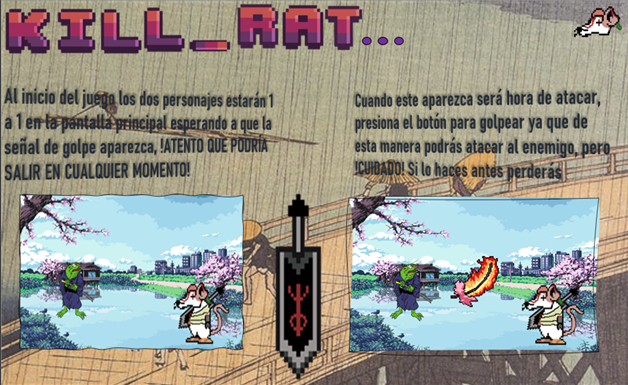 KILL_RAT...
Al inicio del juego los dos personajes estarán 1
a 1 en la pantalla principal esperando a que la
señal de golpe aparezca, !ATENTO QUE PODRÍA
SALIR EN CUALQUIER MOMENTO!
Cuando este aparezca será hora de atacar,
presiona el botón para golpear ya que de
esta manera podrás atacar al enemigo, pero
!CUIDADO! Si lo haces antes perderas